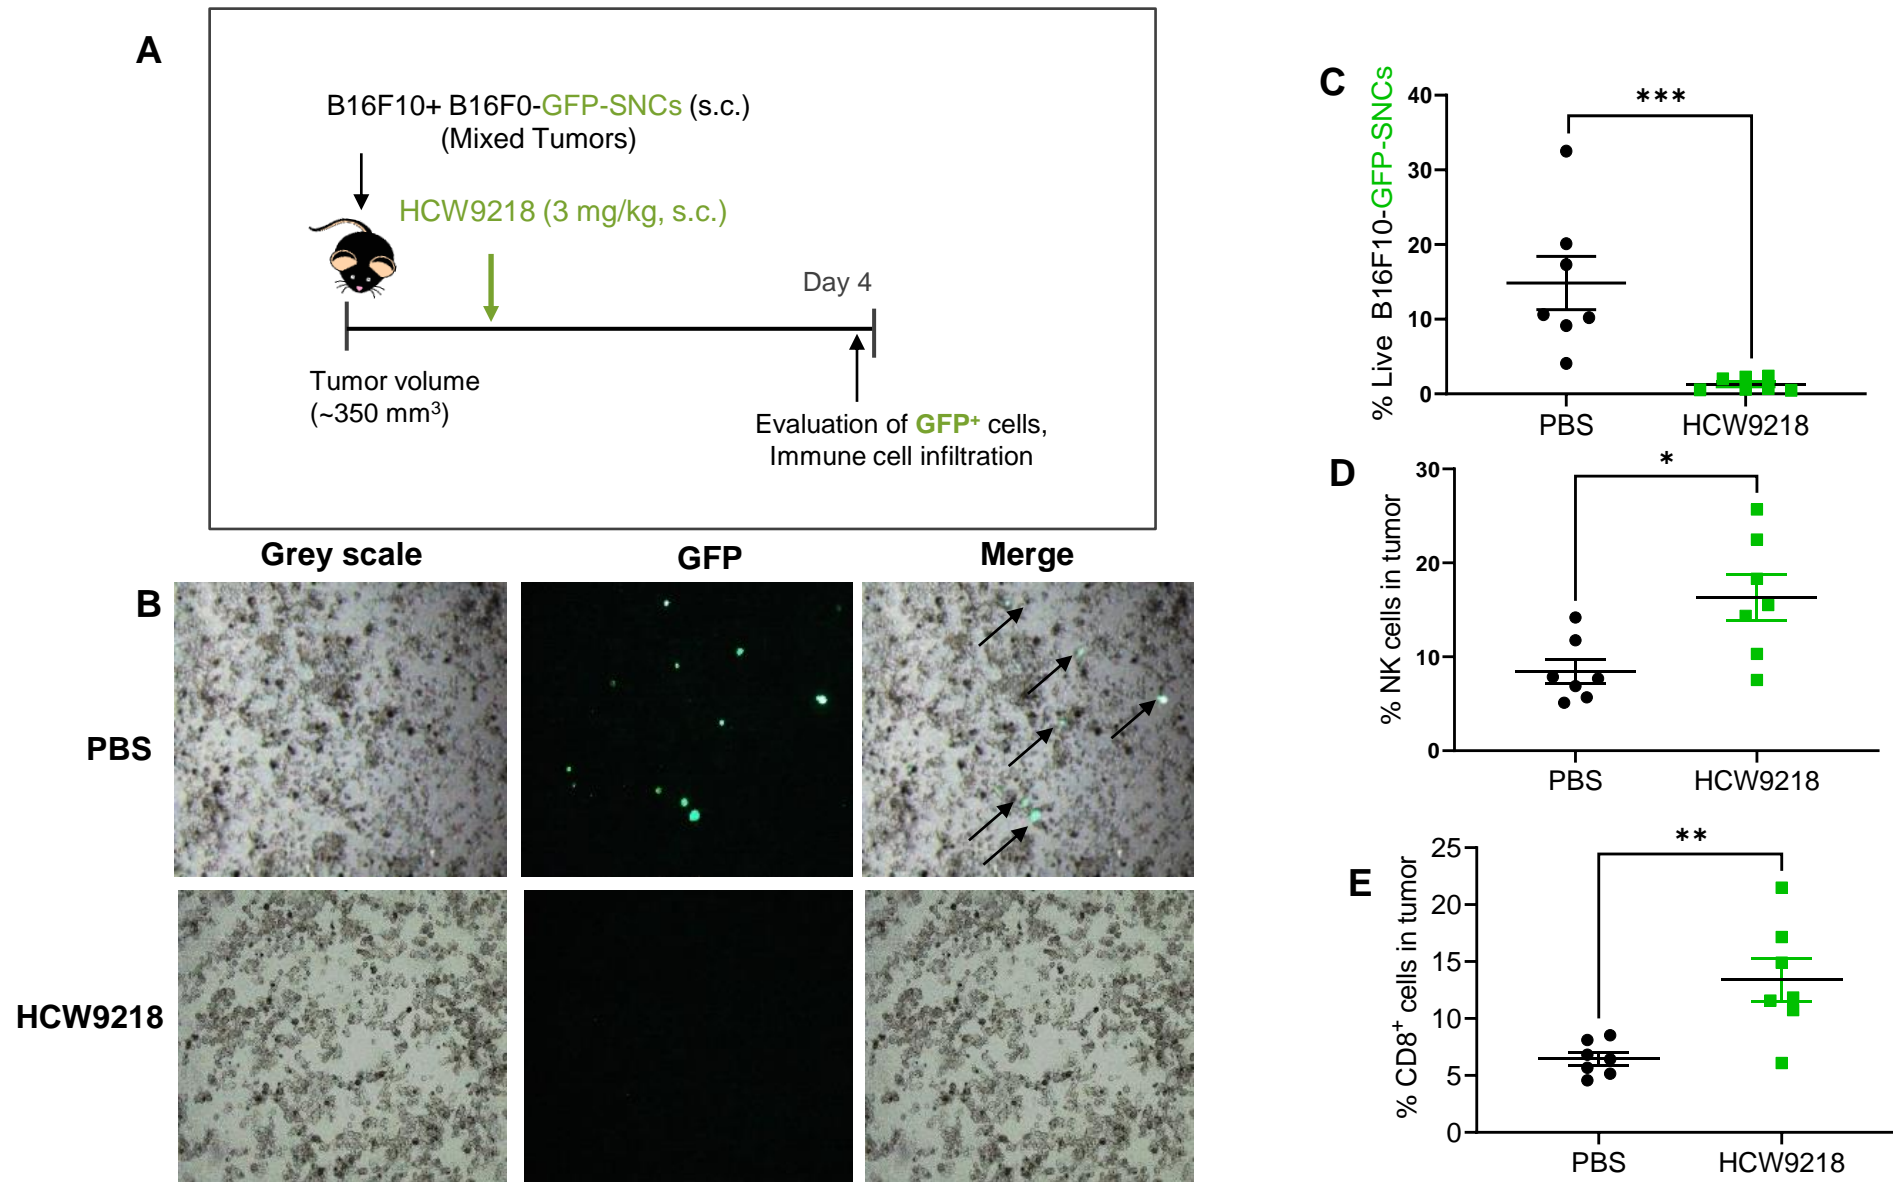 A
B16F10+ B16F0-GFP-SNCs (s.c.)
(Mixed Tumors)
HCW9218 (3 mg/kg, s.c.)
Day 4
Tumor volume
(~350 mm³)
Evaluation of GFP⁺ cells,
Immune cell infiltration
B
Grey scale
GFP
Merge
PBS
HCW9218
C
% Live B16F10-GFP-SNCs
40
30
20
10
0
***
PBS
HCW9218
D
% NK cells in tumor
30
20
10
0
*
PBS
HCW9218
E
% CD8⁺ cells in tumor
25
20
15
10
5
0
**
PBS
HCW9218